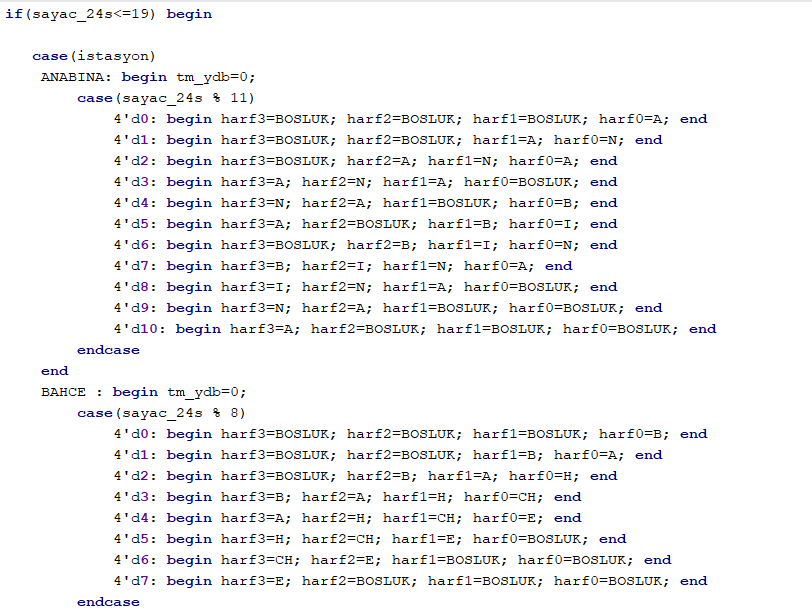 if(sayac_24s<=19) begin
case(istasyon)
ANABINA: begin tm_ydb=0;
case(sayac_24s % 11)
4'd0: begin harf3=BOSLUK; harf2=BOSLUK; harf1=BOSLUK; harf0=A; end
4'd1: begin harf3=BOSLUK; harf2=BOSLUK; harf1=A; harf0=N; end
4'd2: begin harf3=BOSLUK; harf2=A; harf1=N; harf0=A; end
4'd3: begin harf3=A; harf2=N; harf1=A; harf0=BOSLUK; end
4'd4: begin harf3=N; harf2=A; harf1=BOSLUK; harf0=B; end
4'd5: begin harf3=A; harf2=BOSLUK; harf1=B; harf0=I; end
4'd6: begin harf3=BOSLUK; harf2=B; harf1=I; harf0=N; end
4'd7: begin harf3=B; harf2=I; harf1=N; harf0=A; end
4'd8: begin harf3=I; harf2=N; harf1=A; harf0=BOSLUK; end
4'd9: begin harf3=N; harf2=A; harf1=BOSLUK; harf0=BOSLUK; end
4'd10: begin harf3=A; harf2=BOSLUK; harf1=BOSLUK; harf0=BOSLUK; end
endcase
end
BAHCE : begin tm_ydb=0;
case(sayac_24s % 8)
4'd0: begin harf3=BOSLUK; harf2=BOSLUK; harf1=BOSLUK; harf0=B; end
4'd1: begin harf3=BOSLUK; harf2=BOSLUK; harf1=B; harf0=A; end
4'd2: begin harf3=BOSLUK; harf2=B; harf1=A; harf0=H; end
4'd3: begin harf3=B; harf2=A; harf1=H; harf0=CH; end
4'd4: begin harf3=A; harf2=H; harf1=CH; harf0=E; end
4'd5: begin harf3=H; harf2=CH; harf1=E; harf0=BOSLUK; end
4'd6: begin harf3=CH; harf2=E; harf1=BOSLUK; harf0=BOSLUK; end
4'd7: begin harf3=E; harf2=BOSLUK; harf1=BOSLUK; harf0=BOSLUK; end
endcase